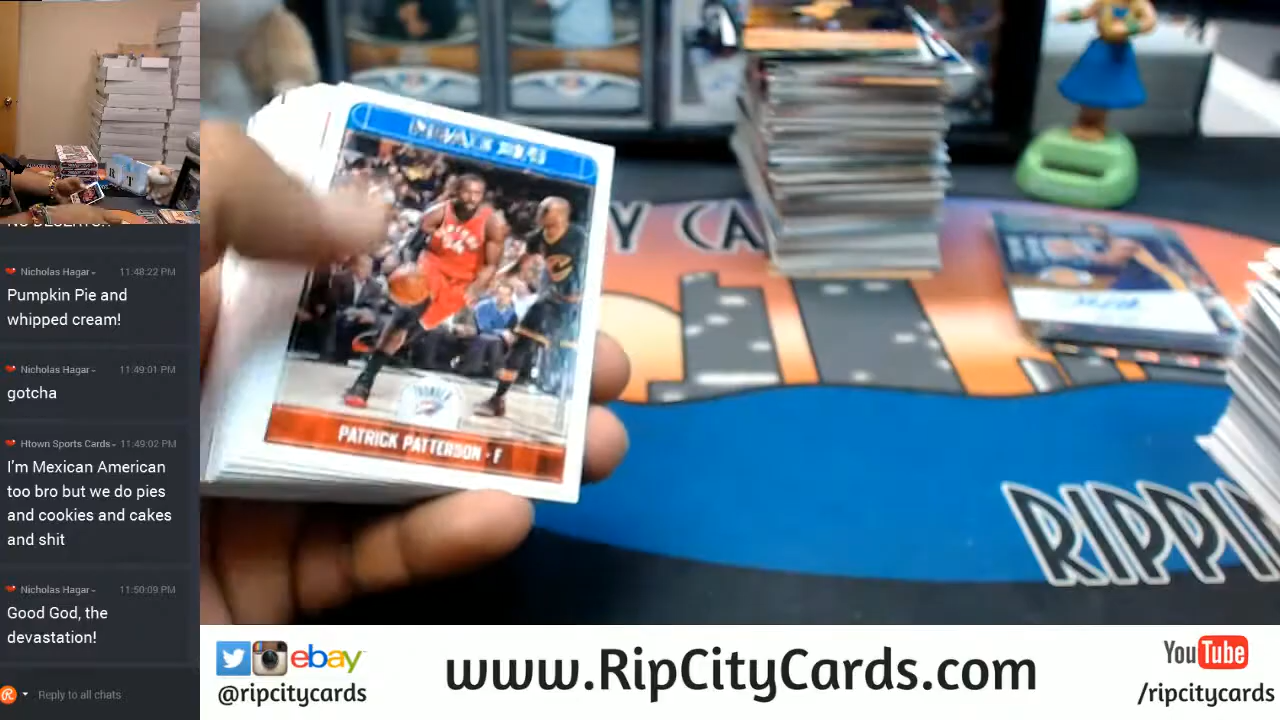 Nicholas Hagar- 11:48:22 PM
Pumpkin Pie and
whipped cream!
Nicholas Hagar- 11:49:01 PM
gotcha
Htown Sports Cards- 11:49:02 PM
I'm Mexican American
too bro but we do pies
and cookies and cakes
and shit
Nicholas Hagar- 11:50:09 PM
Good God, the
devastation!
Reply to all chats
PATRICK PATTERSON - F
Y CA
RIPPIN
ebay
@ripcitycards
www.RipCityCards.com
YouTube
/ripcitycards